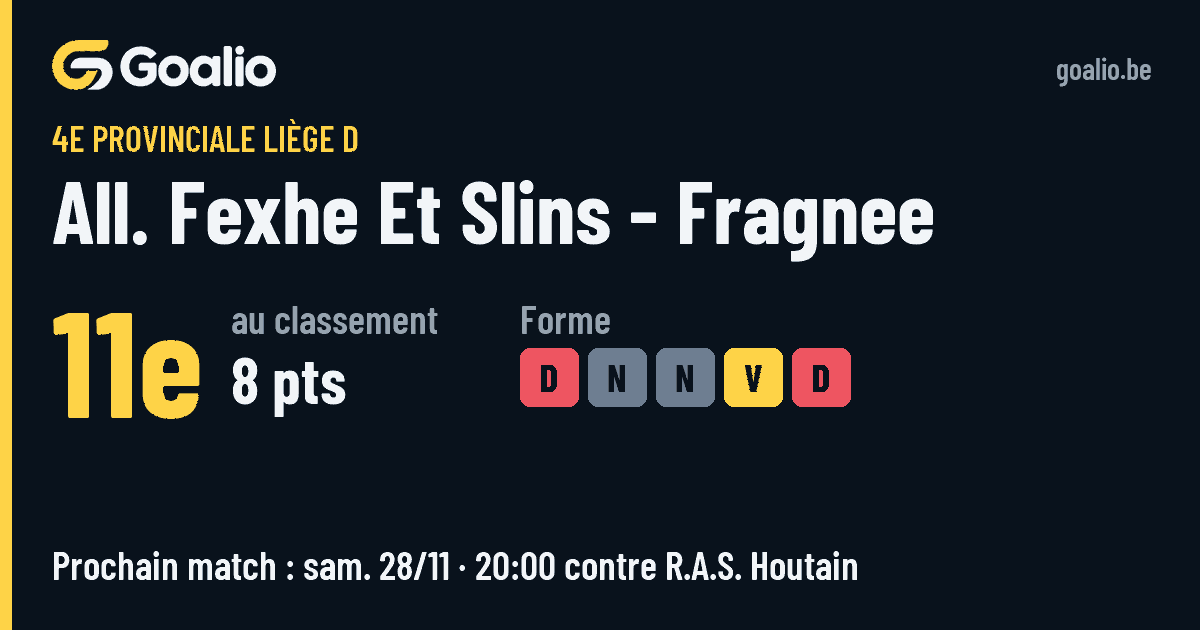 Goalio
goalio.be
4E PROVINCIALE LIÈGE D
All. Fexhe Et Slins - Fragnee
11e
au classement
8 pts
Forme
D N N V D
Prochain match : sam. 28/11 · 20:00 contre R.A.S. Houtain